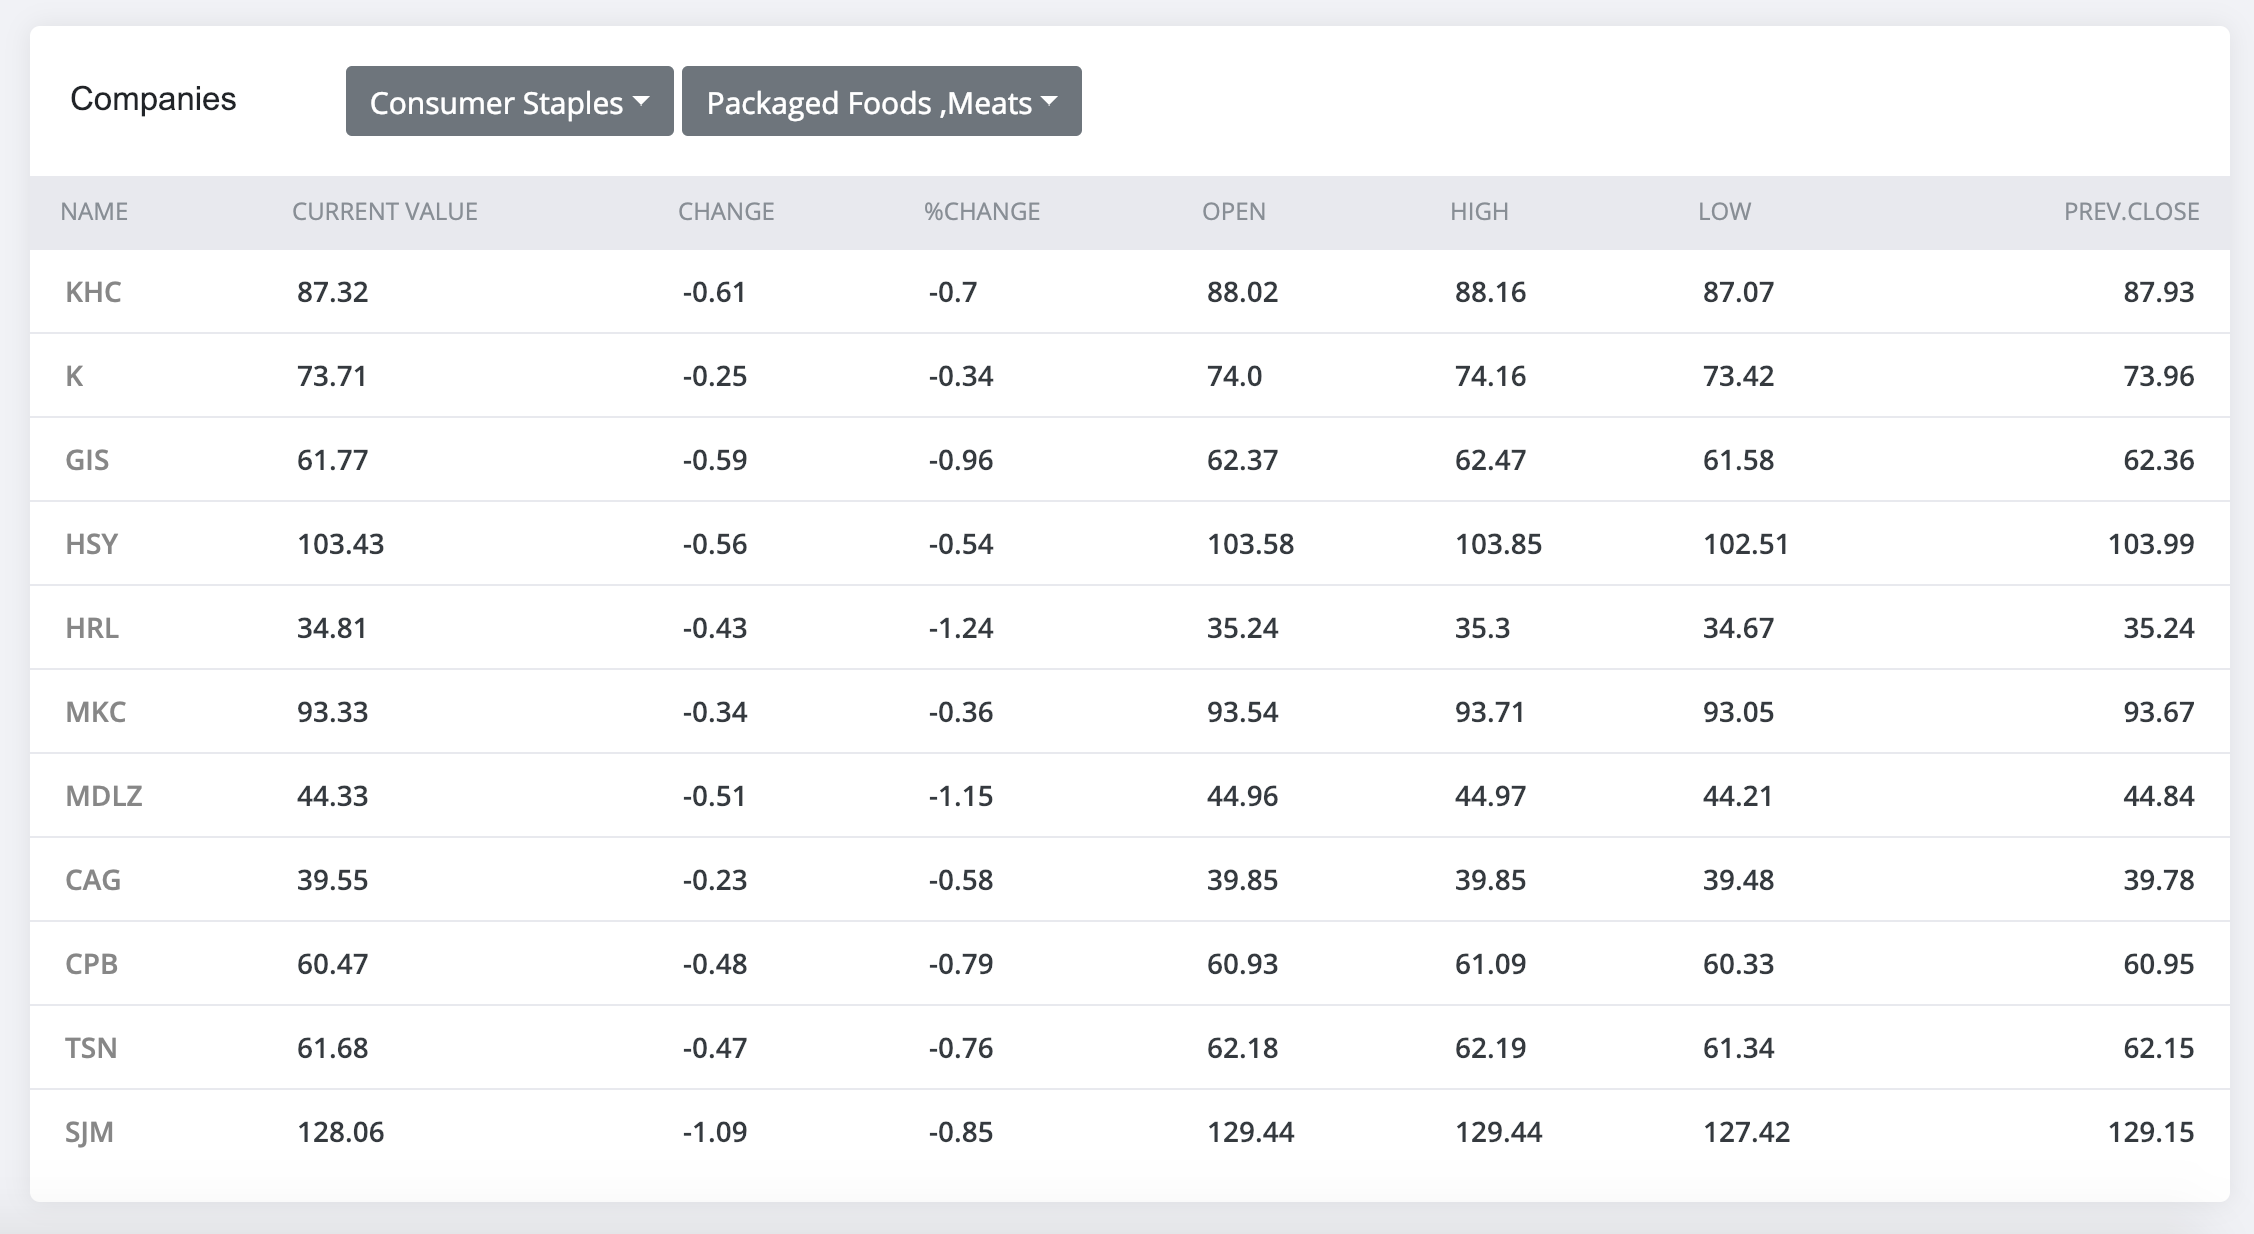 Companies Consumer Staples Packaged Foods ,Meats
NAME CURRENT VALUE CHANGE %CHANGE OPEN HIGH LOW PREV.CLOSE
KHC 87.32 -0.61 -0.7 88.02 88.16 87.07 87.93
K 73.71 -0.25 -0.34 74.0 74.16 73.42 73.96
GIS 61.77 -0.59 -0.96 62.37 62.47 61.58 62.36
HSY 103.43 -0.56 -0.54 103.58 103.85 102.51 103.99
HRL 34.81 -0.43 -1.24 35.24 35.3 34.67 35.24
MKC 93.33 -0.34 -0.36 93.54 93.71 93.05 93.67
MDLZ 44.33 -0.51 -1.15 44.96 44.97 44.21 44.84
CAG 39.55 -0.23 -0.58 39.85 39.85 39.48 39.78
CPB 60.47 -0.48 -0.79 60.93 61.09 60.33 60.95
TSN 61.68 -0.47 -0.76 62.18 62.19 61.34 62.15
SJM 128.06 -1.09 -0.85 129.44 129.44 127.42 129.15